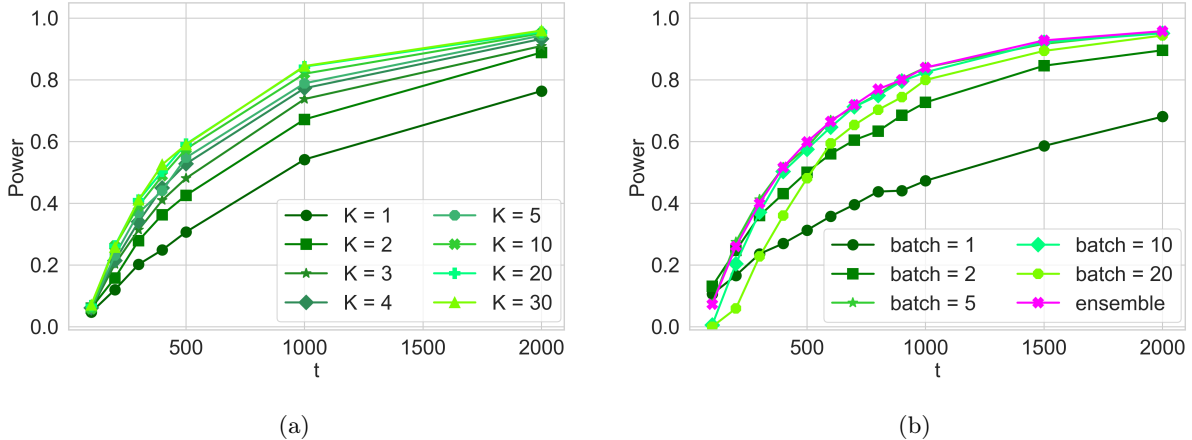 1.0
0.8
0.6
0.4
0.2
0.0
Power
500
1000
1500
2000
t
K = 1
K = 2
K = 3
K = 4
K = 5
K = 10
K = 20
K = 30
(a)
1.0
0.8
0.6
0.4
0.2
0.0
Power
500
1000
1500
2000
t
batch = 1
batch = 2
batch = 5
batch = 10
batch = 20
ensemble
(b)